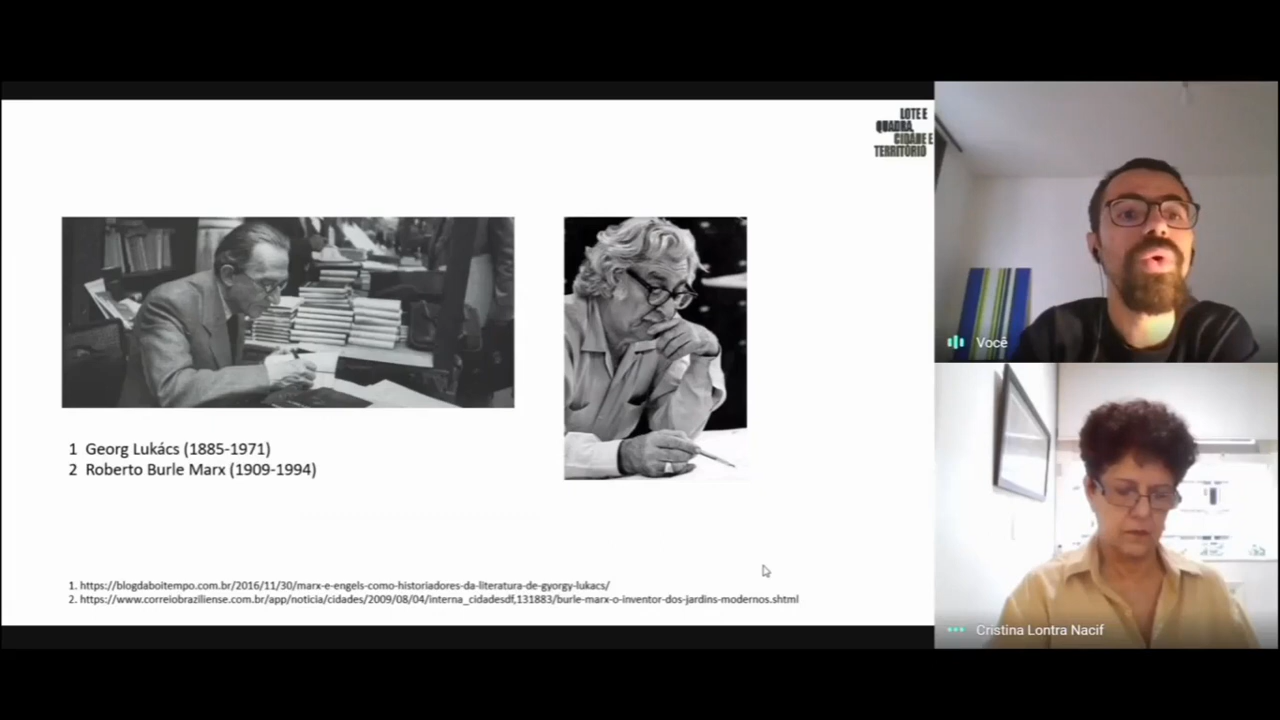 LOTE E
QUADRA,
CIDADE E
TERRITÓRIO
1 Georg Lukács (1885-1971)
2 Roberto Burle Marx (1909-1994)
1. https://blogdaboitempo.com.br/2016/11/30/marx-e-engels-como-historiadores-da-literatura-de-gyorgy-lukacs/
2. https://www.correiobraziliense.com.br/app/noticia/cidades/2009/08/04/interna_cidadesdf,131883/burle-marx-o-inventor-dos-jardins-modernos.shtml
Você
Cristina Lontra Nacif